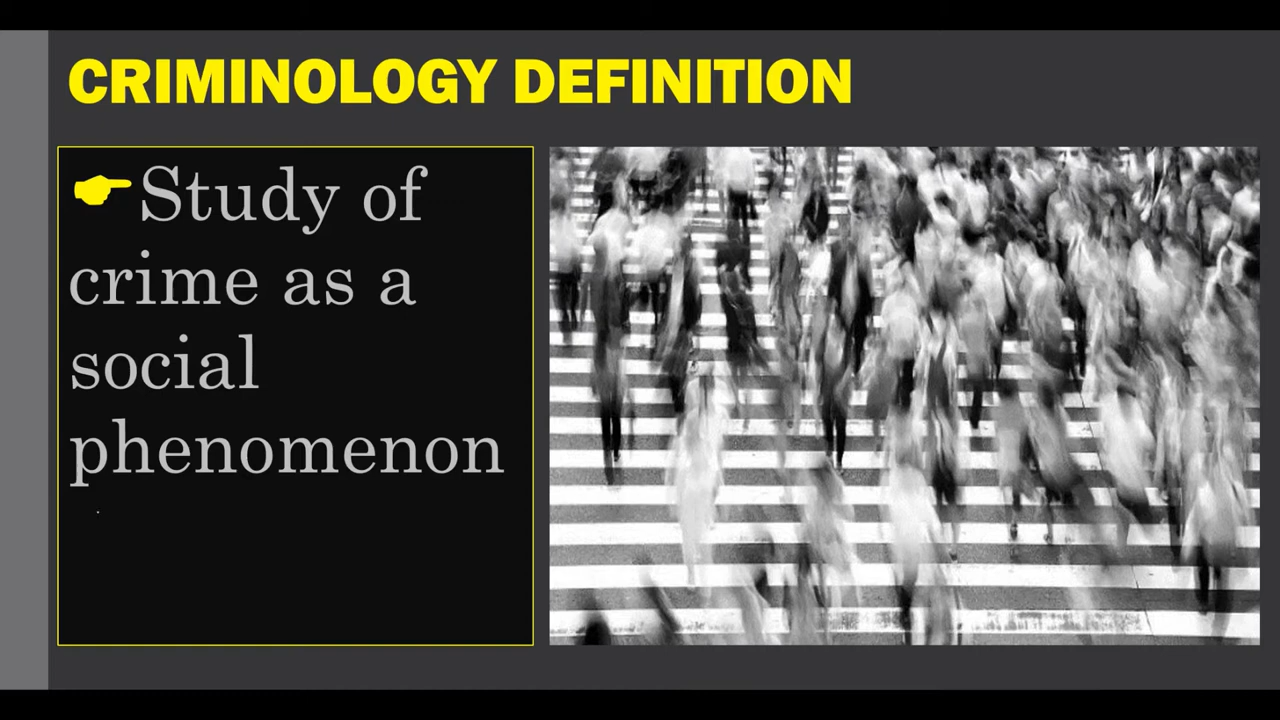 CRIMINOLOGY DEFINITION
Study of
crime as a
social
phenomenon